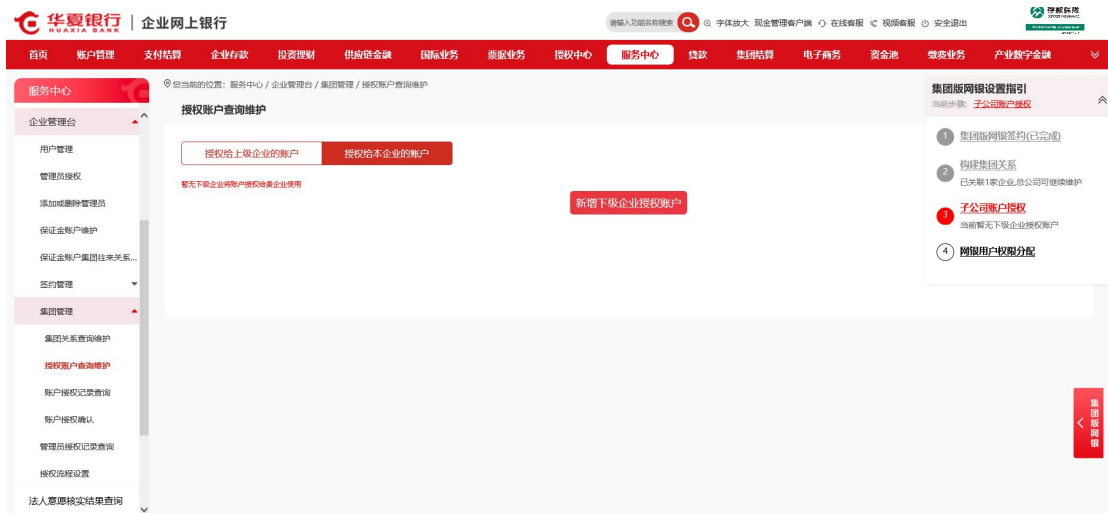 华夏银行 | 企业网上银行
HUAXIA BANK
请输入功能名称搜索 字体放大 现金管理客户端 在线客服 视频客服 安全退出
存款保险
首页 账户管理 支付结算 企业存款 投资理财 供应链金融 国际业务 票据业务 授权中心 服务中心 贷款 集团结算 电子商务 资金池 缴费业务 产业数字金融
服务中心
企业管理台
用户管理
管理员授权
添加或删除管理员
保证金账户维护
保证金账户集团往来关系...
签约管理
集团管理
集团关系查询维护
授权账户查询维护
账户授权记录查询
账户授权确认
管理员授权记录查询
授权流程设置
法人意愿核实结果查询
您当前的位置：服务中心 / 企业管理台 / 集团管理 / 授权账户查询维护
授权账户查询维护
授权给上级企业的账户 授权给本企业的账户
暂无下级企业将账户授权给贵企业使用
新增下级企业授权账户
集团版网银设置指引
当前步骤: 子公司账户授权
1 集团版网银签约(已完成)
2 构建集团关系
已关联1家企业,总公司可继续维护
3 子公司账户授权
当前暂无下级企业授权账户
4 网银用户权限分配
集团版网银